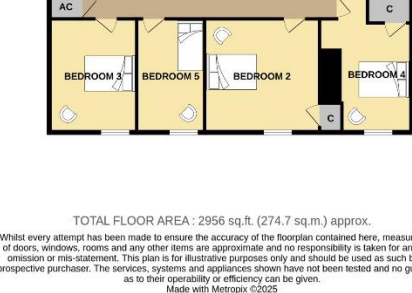 AC
C
BEDROOM 3
BEDROOM 5
BEDROOM 2
BEDROOM 4
C
TOTAL FLOOR AREA : 2956 sq.ft. (274.7 sq.m.) approx.
Whilst every attempt has been made to ensure the accuracy of the floorplan contained here, measu
of doors, windows, rooms and any other items are approximate and no responsibility is taken for an
omission or mis-statement. This plan is for illustrative purposes only and should be used as such b
prospective purchaser. The services, systems and appliances shown have not been tested and no gu
as to their operability or efficiency can be given.
Made with Metropix ©2025